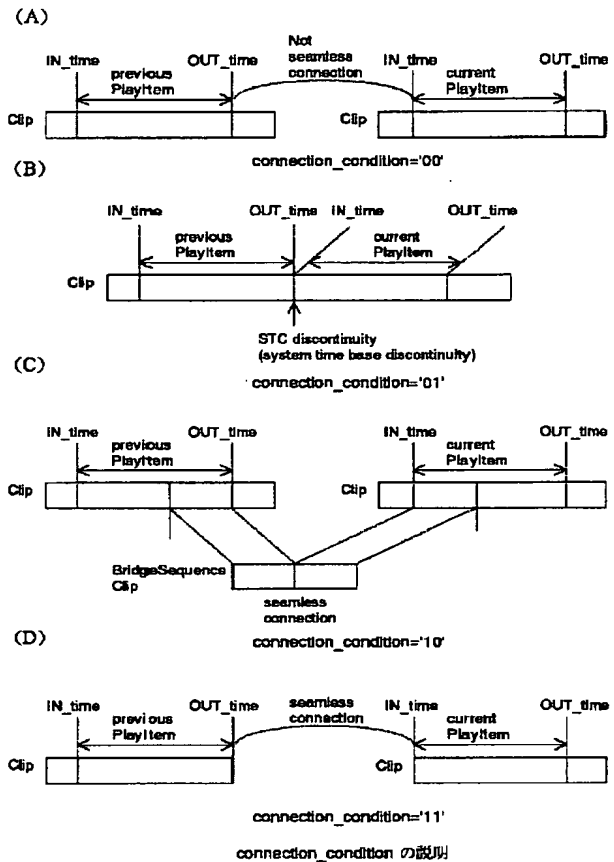 (A)
Not
seamless
connection
IN_time
OUT_time
IN_time
OUT_time
previous
PlayItem
current
PlayItem
Clip
Clip
connection_condition='00'
(B)
IN_time
OUT_time
IN_time
OUT_time
previous
PlayItem
current
PlayItem
Clip
STC discontinuity
(system time base discontinuity)
(C)
connection_condition='01'
IN_time
OUT_time
IN_time
OUT_time
previous
PlayItem
current
PlayItem
Clip
Clip
BridgeSequence
Clip
seamless
connection
(D)
connection_condition='10'
IN_time
OUT_time
seamless
connection
IN_time
OUT_time
previous
PlayItem
current
PlayItem
Clip
Clip
connection_condition='11'
connection_condition の説明